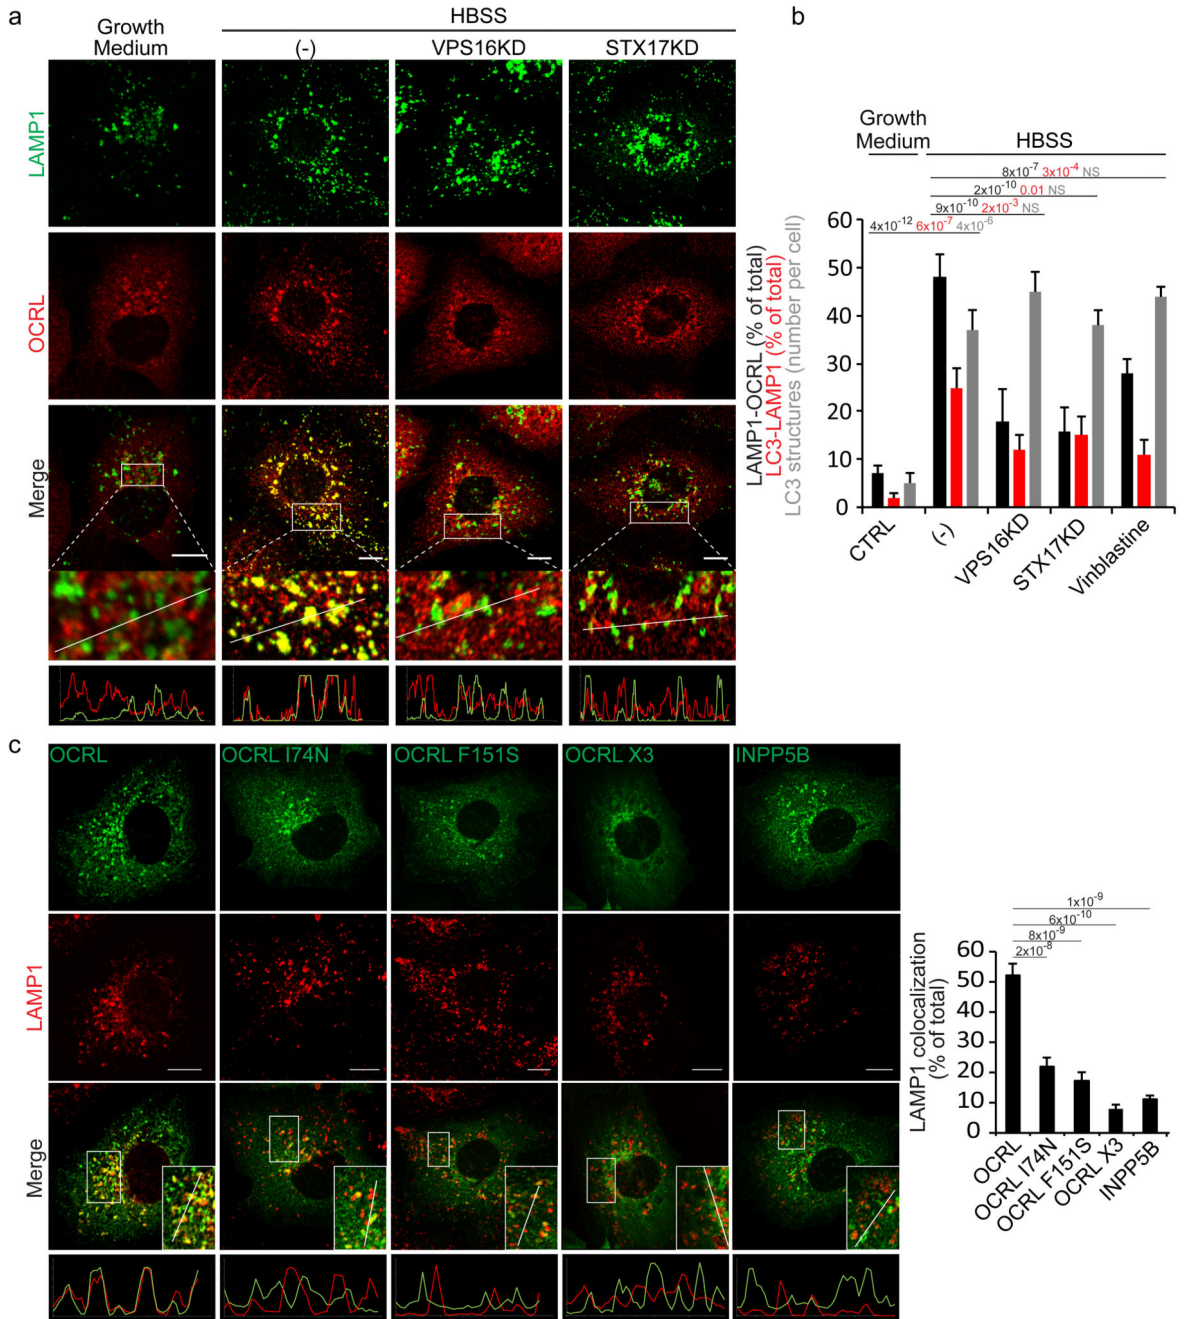 a
Growth
Medium
HBSS
(-)
VPS16KD
STX17KD
LAMP1
OCRL
Merge
b
Growth
Medium
HBSS
8x10⁻⁷ 3x10⁻⁴ NS
2x10⁻¹⁰ 0.01 NS
9x10⁻¹⁰ 2x10⁻³ NS
4x10⁻¹² 6x10⁻⁷ 4x10⁻⁶
LAMP1-OCRL (% of total)
LC3-LAMP1 (% of total)
LC3 structures (number per cell)
60
50
40
30
20
10
0
CTRL
(-)
VPS16KD
STX17KD
Vinblastine
c
OCRL
OCRL I74N
OCRL F151S
OCRL X3
INPP5B
LAMP1
Merge
1x10⁻⁹
6x10⁻¹⁰
8x10⁻⁹
2x10⁻⁸
LAMP1 colocalization
(% of total)
60
50
40
30
20
10
0
OCRL
OCRL I74N
OCRL F151S
OCRL X3
INPP5B